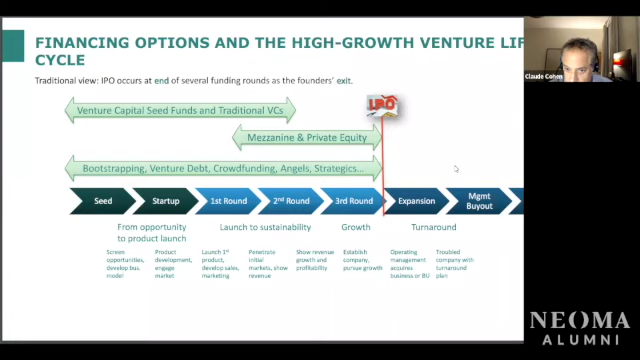 FINANCING OPTIONS AND THE HIGH-GROWTH VENTURE LIF
CYCLE
Traditional view: IPO occurs at end of several funding rounds as the founders' exit.
Claude Cohen
Venture Capital Seed Funds and Traditional VCs
IPO
Mezzanine & Private Equity
Bootstrapping, Venture Debt, Crowdfunding, Angels, Strategics...
Seed
Startup
1st Round
2nd Round
3rd Round
Expansion
Mgmt
Buyout
From opportunity
to product launch
Launch to sustainability
Growth
Turnaround
Screen
opportunities,
develop bus.
model
Product
development,
engage
market
Launch 1st
product,
develop sales,
marketing
Penetrate
initial
markets, show
revenue
Show revenue
growth and
profitability
Establish
company,
pursue growth
Operating
management
acquires
business or BU
Troubled
company with
turnaround
plan
NEOMA
ALUMNI